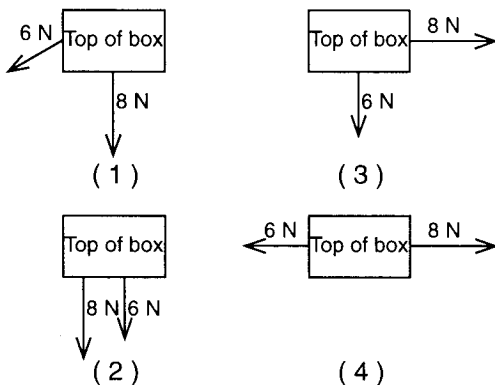 6 N
Top of box
8 N
( 1 )
8 N
Top of box
6 N
( 3 )
Top of box
8 N 6 N
( 2 )
6 N
Top of box
8 N
( 4 )